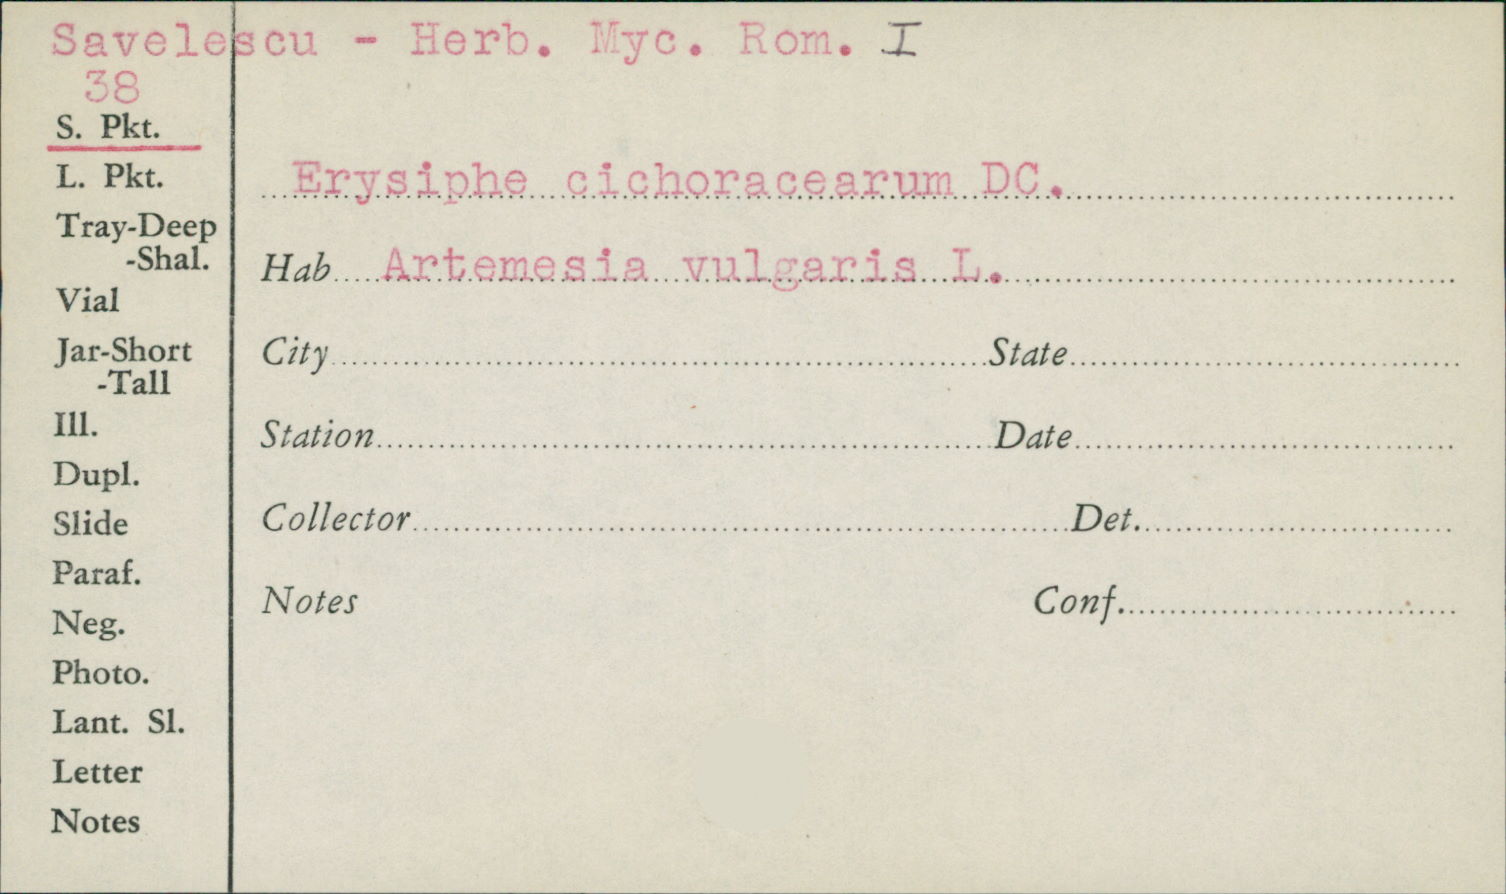 Savelescu - Herb. Myc. Rom. I
38
S. Pkt.
L. Pkt.
Tray-Deep
-Shal.
Vial
Jar-Short
-Tall
Ill.
Dupl.
Slide
Paraf.
Neg.
Photo.
Lant. Sl.
Letter
Notes
Erysiphe cichoracearum DC.
Hab Artemesia vulgaris L.
City State
Station Date
Collector Det.
Notes Conf.